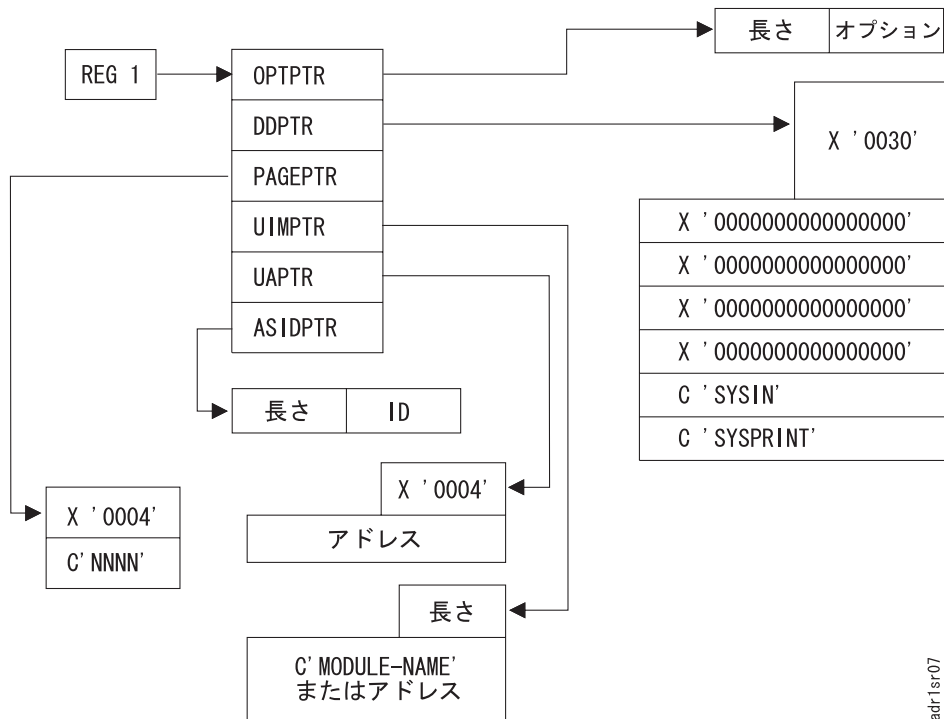 長さ オプション
REG 1
OPTPTR
DDPTR
PAGEPTR
UIMPTR
UAPTR
ASIDPTR
X '0030'
X '0000000000000000'
X '0000000000000000'
X '0000000000000000'
X '0000000000000000'
C 'SYSIN'
C 'SYSPRINT'
長さ ID
X '0004'
アドレス
X '0004'
C'NNNN'
長さ
C'MODULE-NAME'
またはアドレス
adr1sr07